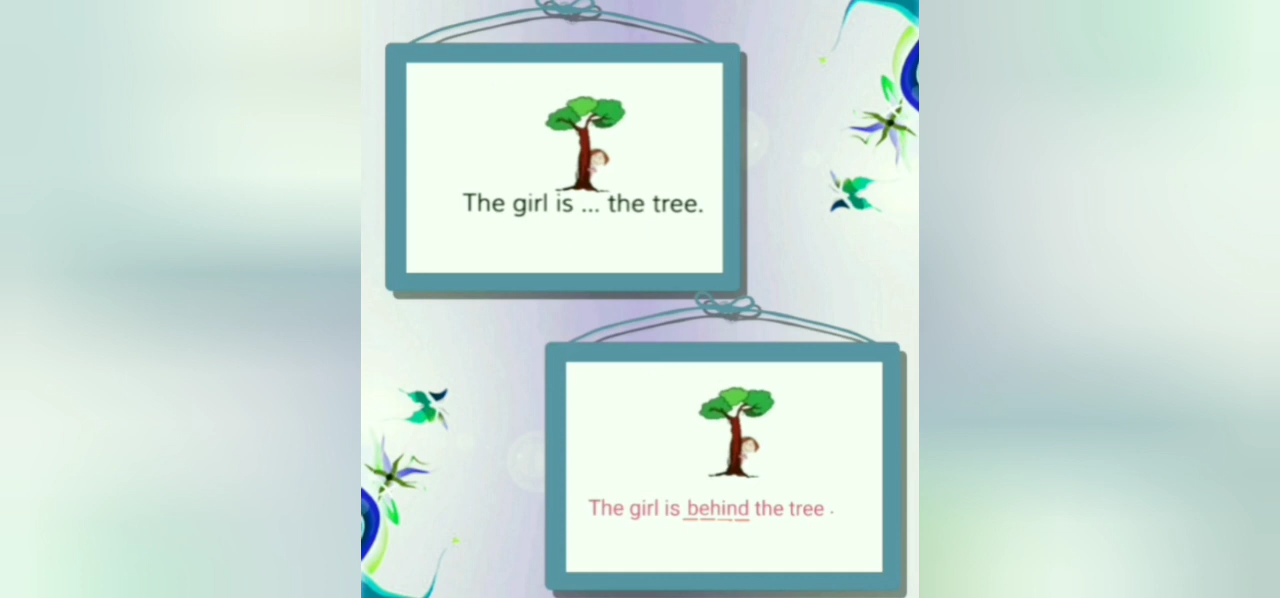 The girl is ... the tree.
The girl is behind the tree .